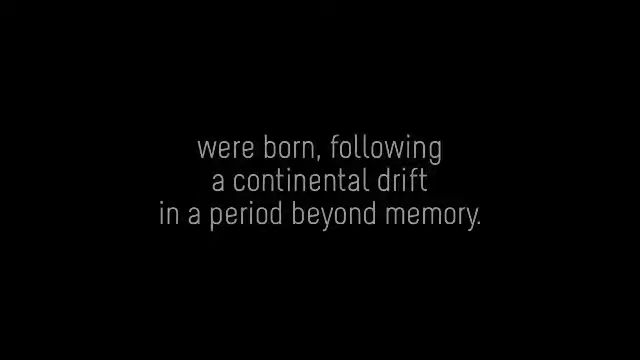 were born, following
a continental drift
in a period beyond memory.